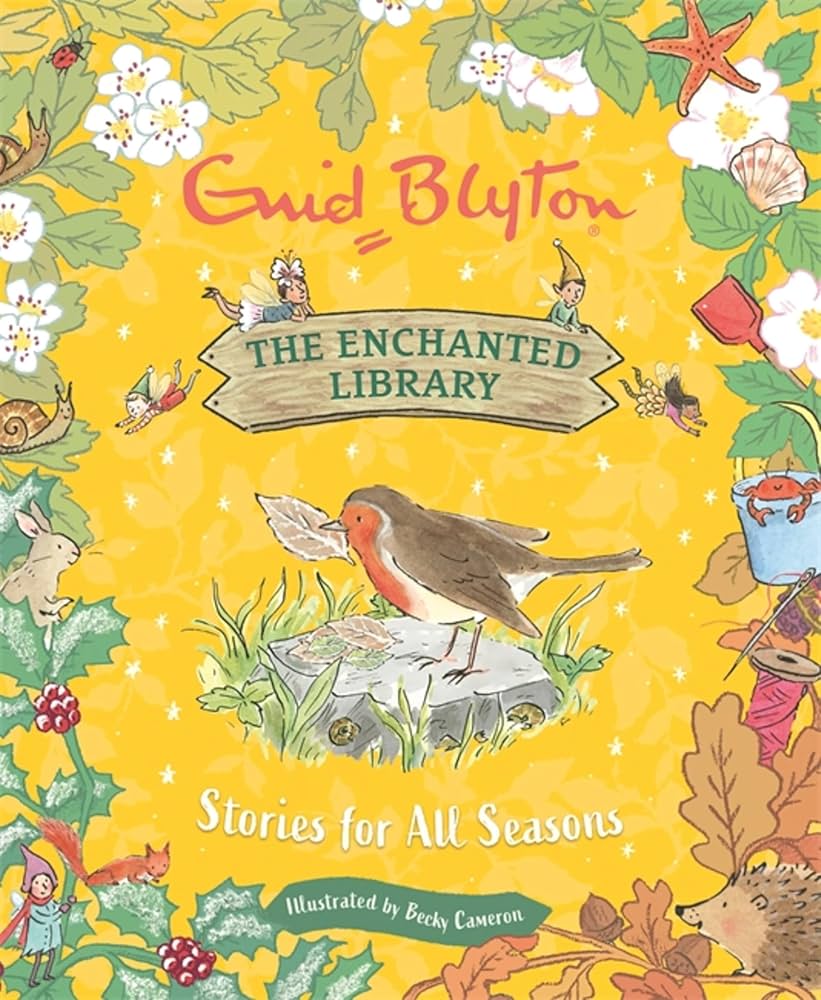 Enid Blyton®
THE ENCHANTED
LIBRARY
Stories for All Seasons
Illustrated by Becky Cameron